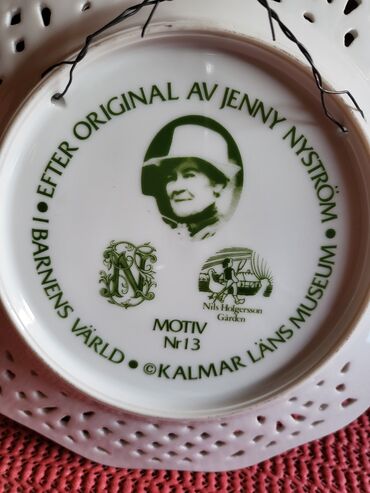 • EFTER ORIGINAL AV JENNY NYSTRÖM •
I BARNENS VÄRLD • © KALMAR LÄNS MUSEUM •
Nils Holgersson
Gården
MOTIV
Nr 13